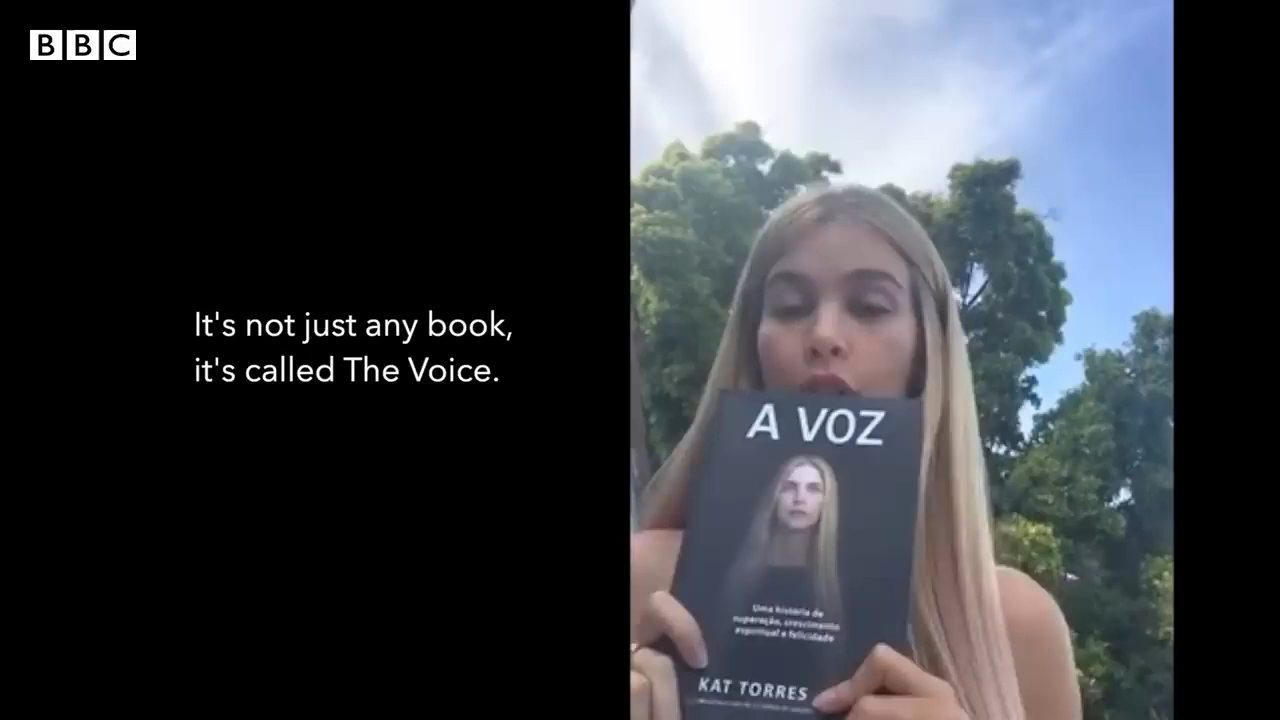 BBC
It's not just any book,
it's called The Voice.
A VOZ
Uma história de
superação, crescimento
espiritual e felicidade
KAT TORRES